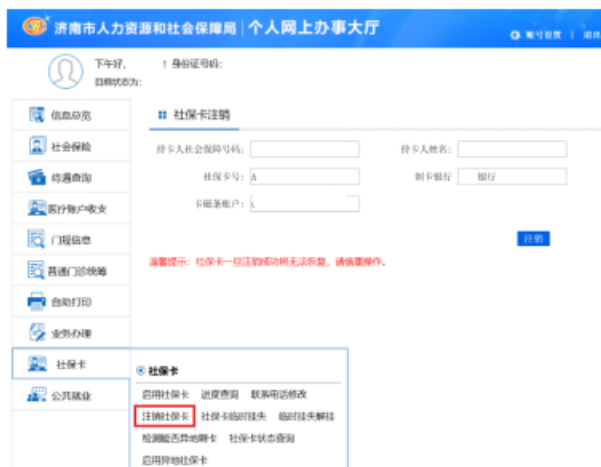 济南市人力资源和社会保障局 | 个人网上办事大厅
账号设置 | 退出
下午好, ！身份证号码:
目前状态为:
信息总览
社会保险
待遇查询
医疗账户收支
门规信息
普通门诊统筹
自助打印
业务办理
社保卡
公共就业
社保卡注销
持卡人社会保障号码: 持卡人姓名:
社保卡号: A 制卡银行 银行
卡磁条账户:
注销
温馨提示：社保卡一旦注销成功将无法恢复，请慎重操作。
社保卡
启用社保卡 进度查询 联系电话修改
注销社保卡 社保卡临时挂失 临时挂失解挂
检测能否异地刷卡 社保卡状态查询
启用异地社保卡